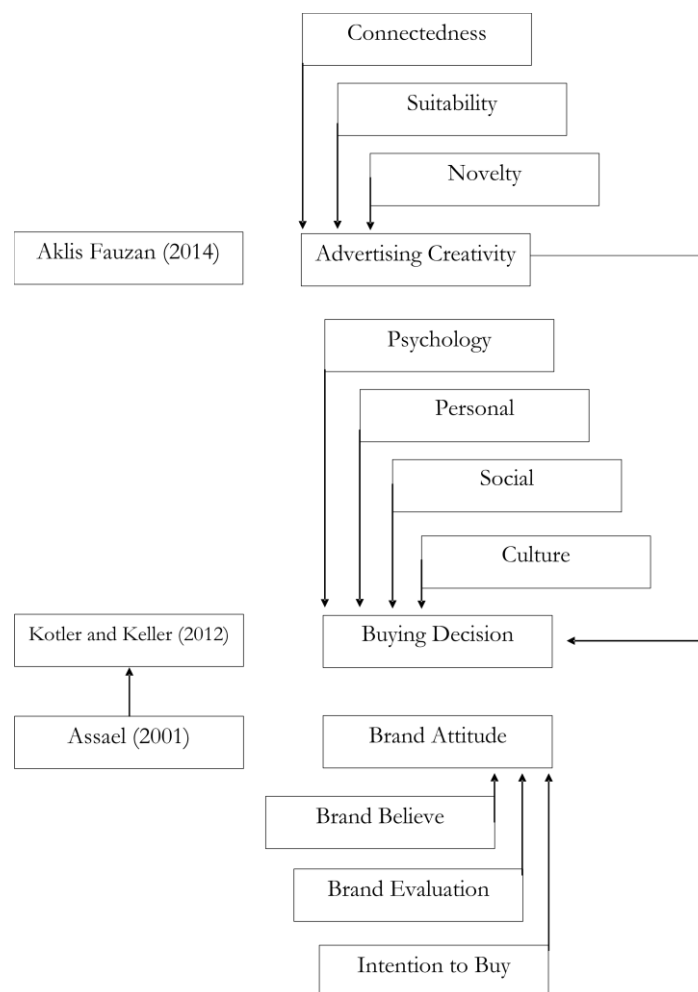 Connectedness
Suitability
Novelty
Aklis Fauzan (2014)
Advertising Creativity
Psychology
Personal
Social
Culture
Kotler and Keller (2012)
Buying Decision
Assael (2001)
Brand Attitude
Brand Believe
Brand Evaluation
Intention to Buy